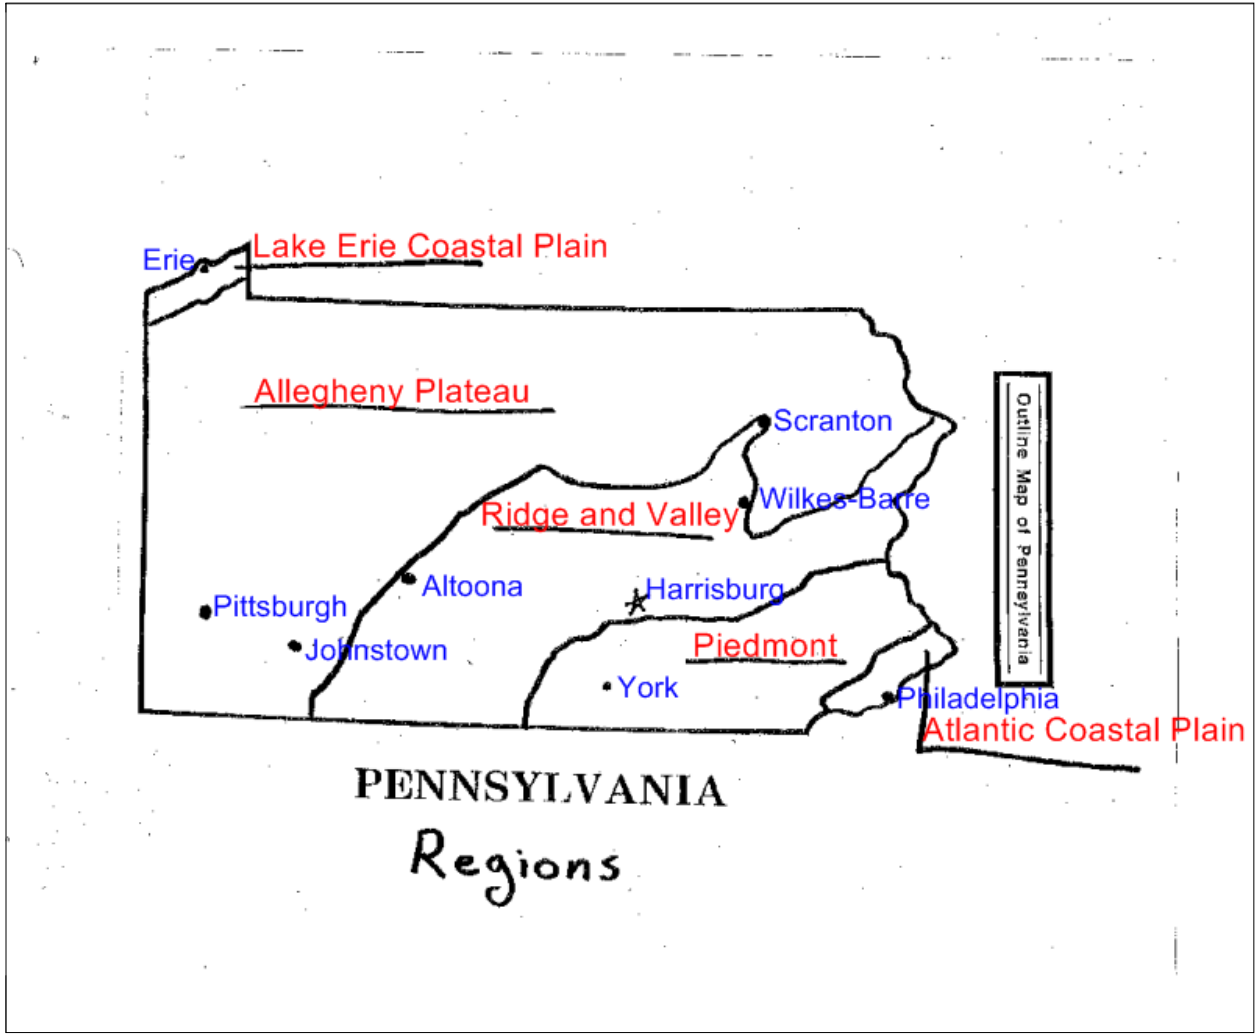 Lake Erie Coastal Plain
Erie
Allegheny Plateau
Scranton
Wilkes-Barre
Ridge and Valley
Altoona
Harrisburg
Pittsburgh
Johnstown
Piedmont
York
Philadelphia
Atlantic Coastal Plain
Outline Map of Pennsylvania
PENNSYLVANIA
Regions